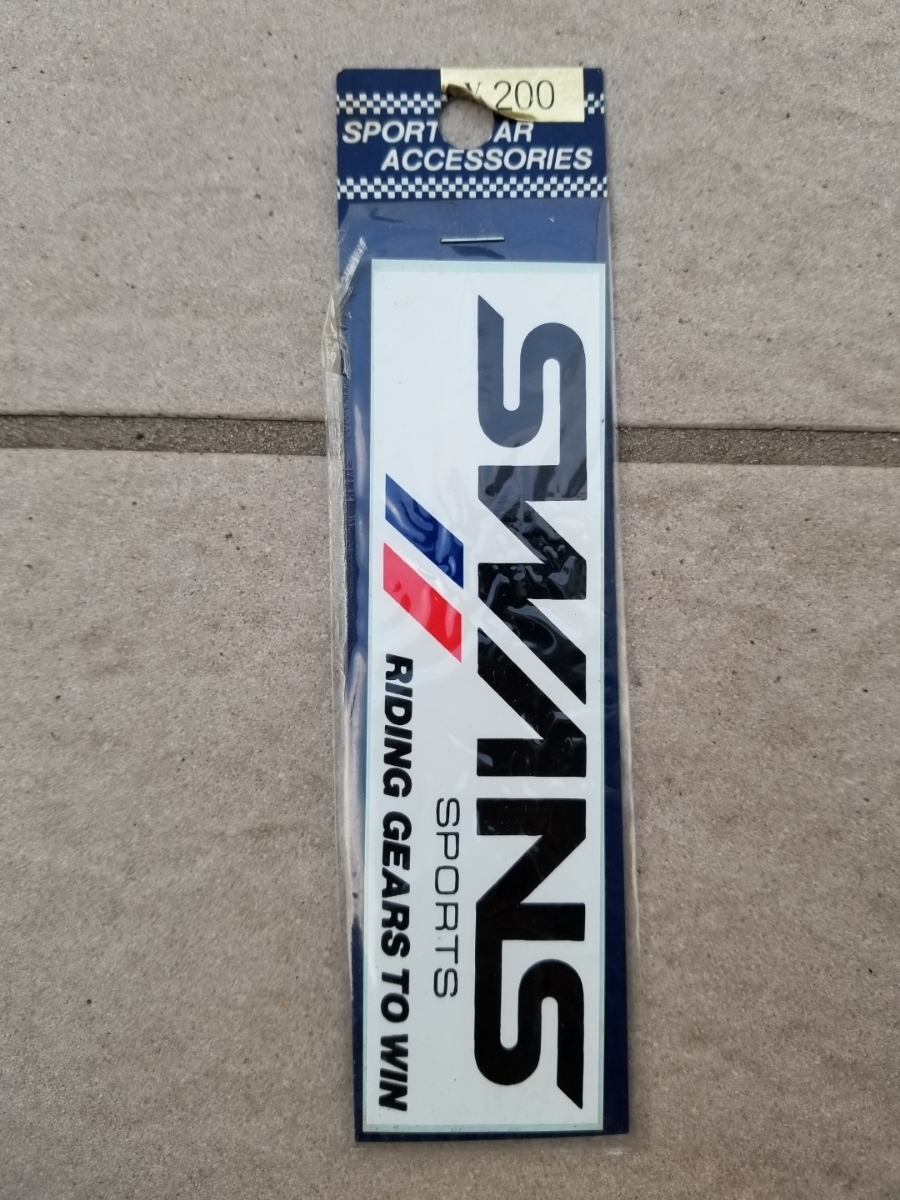 ¥ 200
SPORT AR
ACCESSORIES
SWANS
SPORTS
RIDING GEARS TO WIN